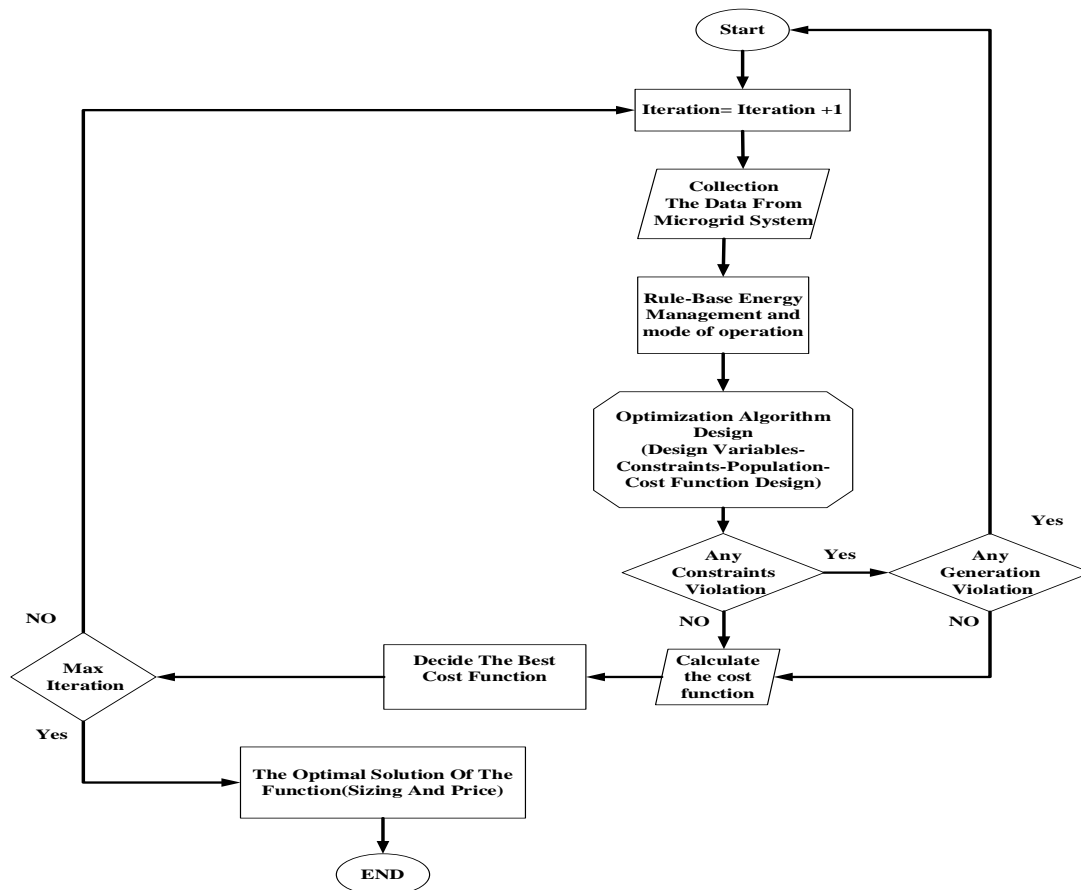 Start
Iteration= Iteration +1
Collection
The Data From
Microgrid System
Rule-Base Energy
Management and
mode of operation
Optimization Algorithm
Design
(Design Variables-
Constraints-Population-
Cost Function Design)
Any
Constraints
Violation
Yes
Any
Generation
Violation
Yes
NO
NO
Calculate
the cost
function
Decide The Best
Cost Function
Max
Iteration
NO
Yes
The Optimal Solution Of The
Function(Sizing And Price)
END